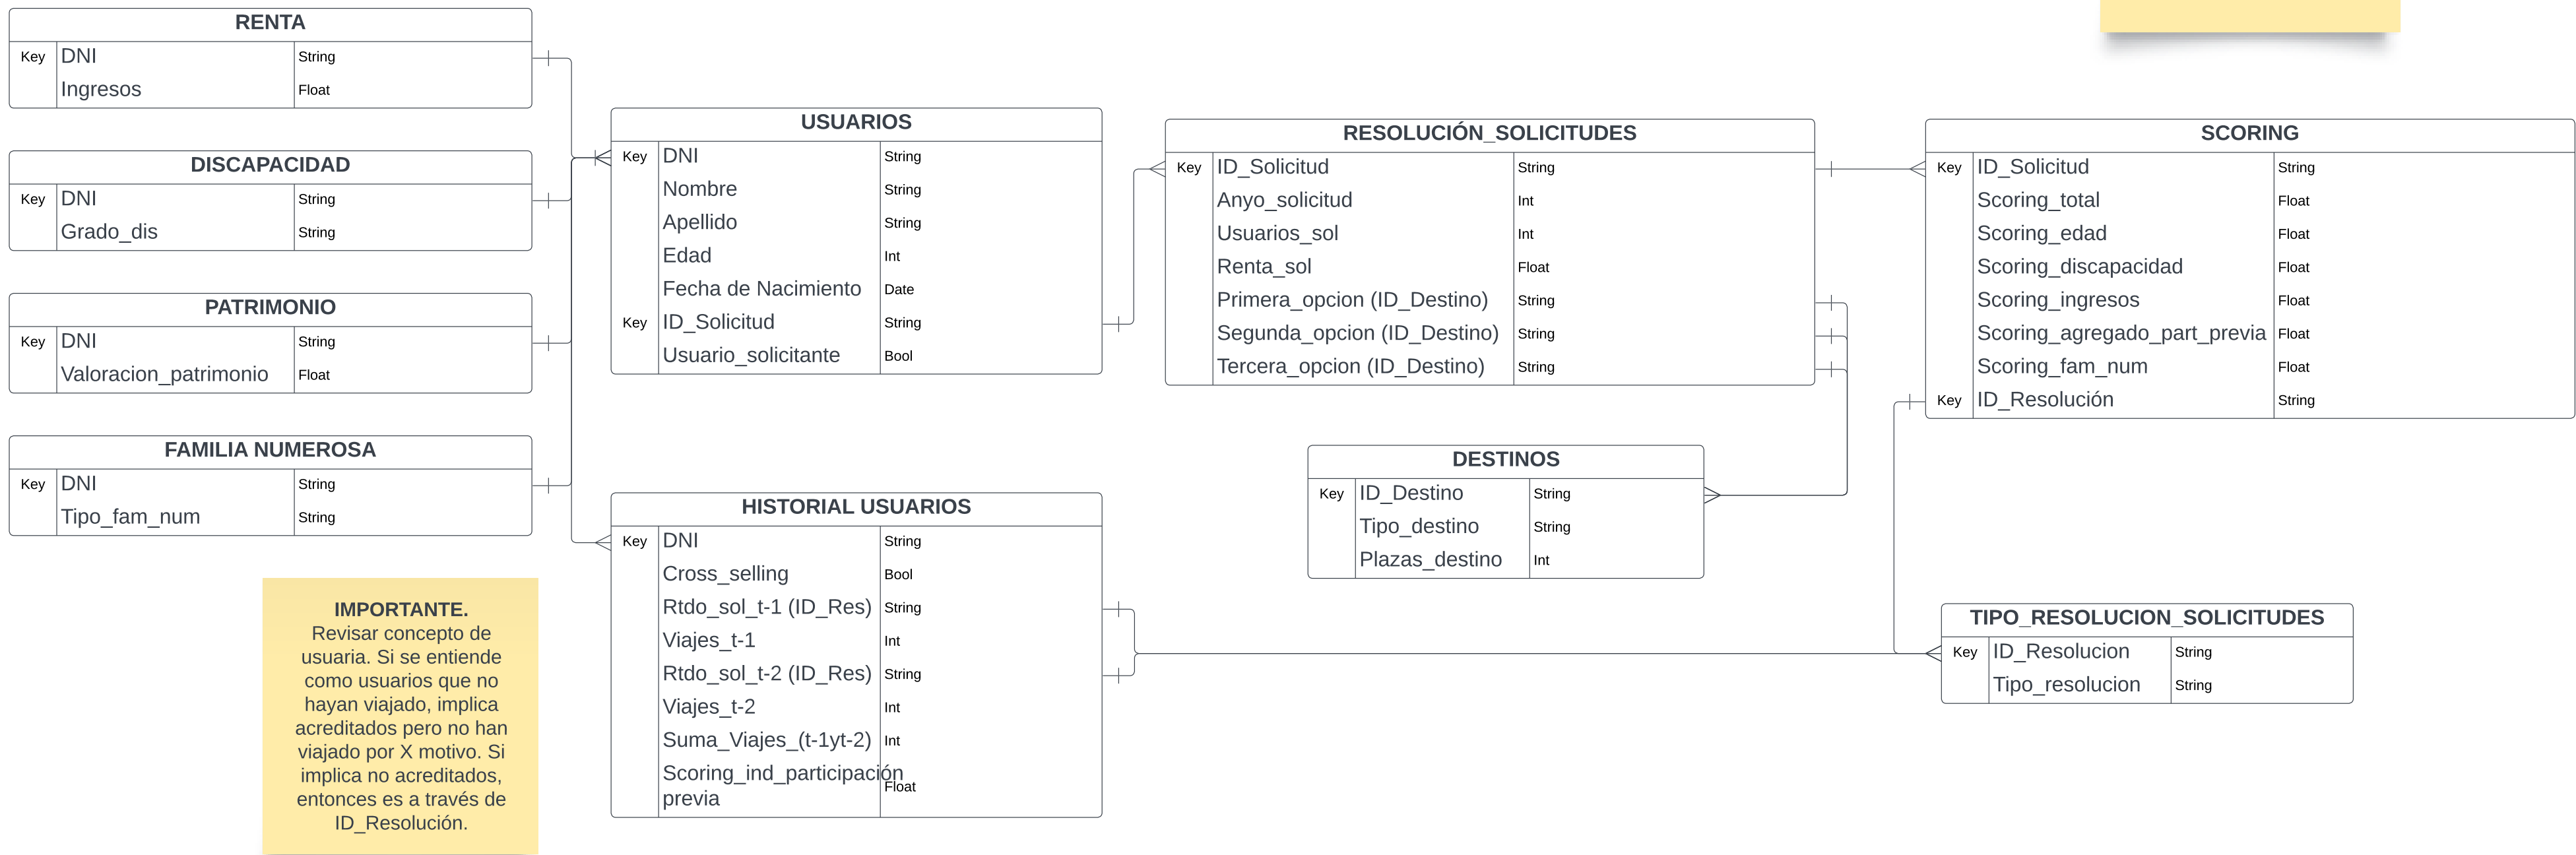 RENTA
Key DNI String
Ingresos Float
DISCAPACIDAD
Key DNI String
Grado_dis String
PATRIMONIO
Key DNI String
Valoracion_patrimonio Float
FAMILIA NUMEROSA
Key DNI String
Tipo_fam_num String
IMPORTANTE.
Revisar concepto de
usuaria. Si se entiende
como usuarios que no
hayan viajado, implica
acreditados pero no han
viajado por X motivo. Si
implica no acreditados,
entonces es a través de
ID_Resolución.
USUARIOS
Key DNI String
Nombre String
Apellido String
Edad Int
Fecha de Nacimiento Date
Key ID_Solicitud String
Usuario_solicitante Bool
HISTORIAL USUARIOS
Key DNI String
Cross_selling Bool
Rtdo_sol_t-1 (ID_Res) String
Viajes_t-1 Int
Rtdo_sol_t-2 (ID_Res) String
Viajes_t-2 Int
Suma_Viajes_(t-1yt-2) Int
Scoring_ind_participación
previa Float
RESOLUCIÓN_SOLICITUDES
Key ID_Solicitud String
Anyo_solicitud Int
Usuarios_sol Int
Renta_sol Float
Primera_opcion (ID_Destino) String
Segunda_opcion (ID_Destino) String
Tercera_opcion (ID_Destino) String
DESTINOS
Key ID_Destino String
Tipo_destino String
Plazas_destino Int
SCORING
Key ID_Solicitud String
Scoring_total Float
Scoring_edad Float
Scoring_discapacidad Float
Scoring_ingresos Float
Scoring_agregado_part_previa Float
Scoring_fam_num Float
Key ID_Resolución String
TIPO_RESOLUCION_SOLICITUDES
Key ID_Resolucion String
Tipo_resolucion String